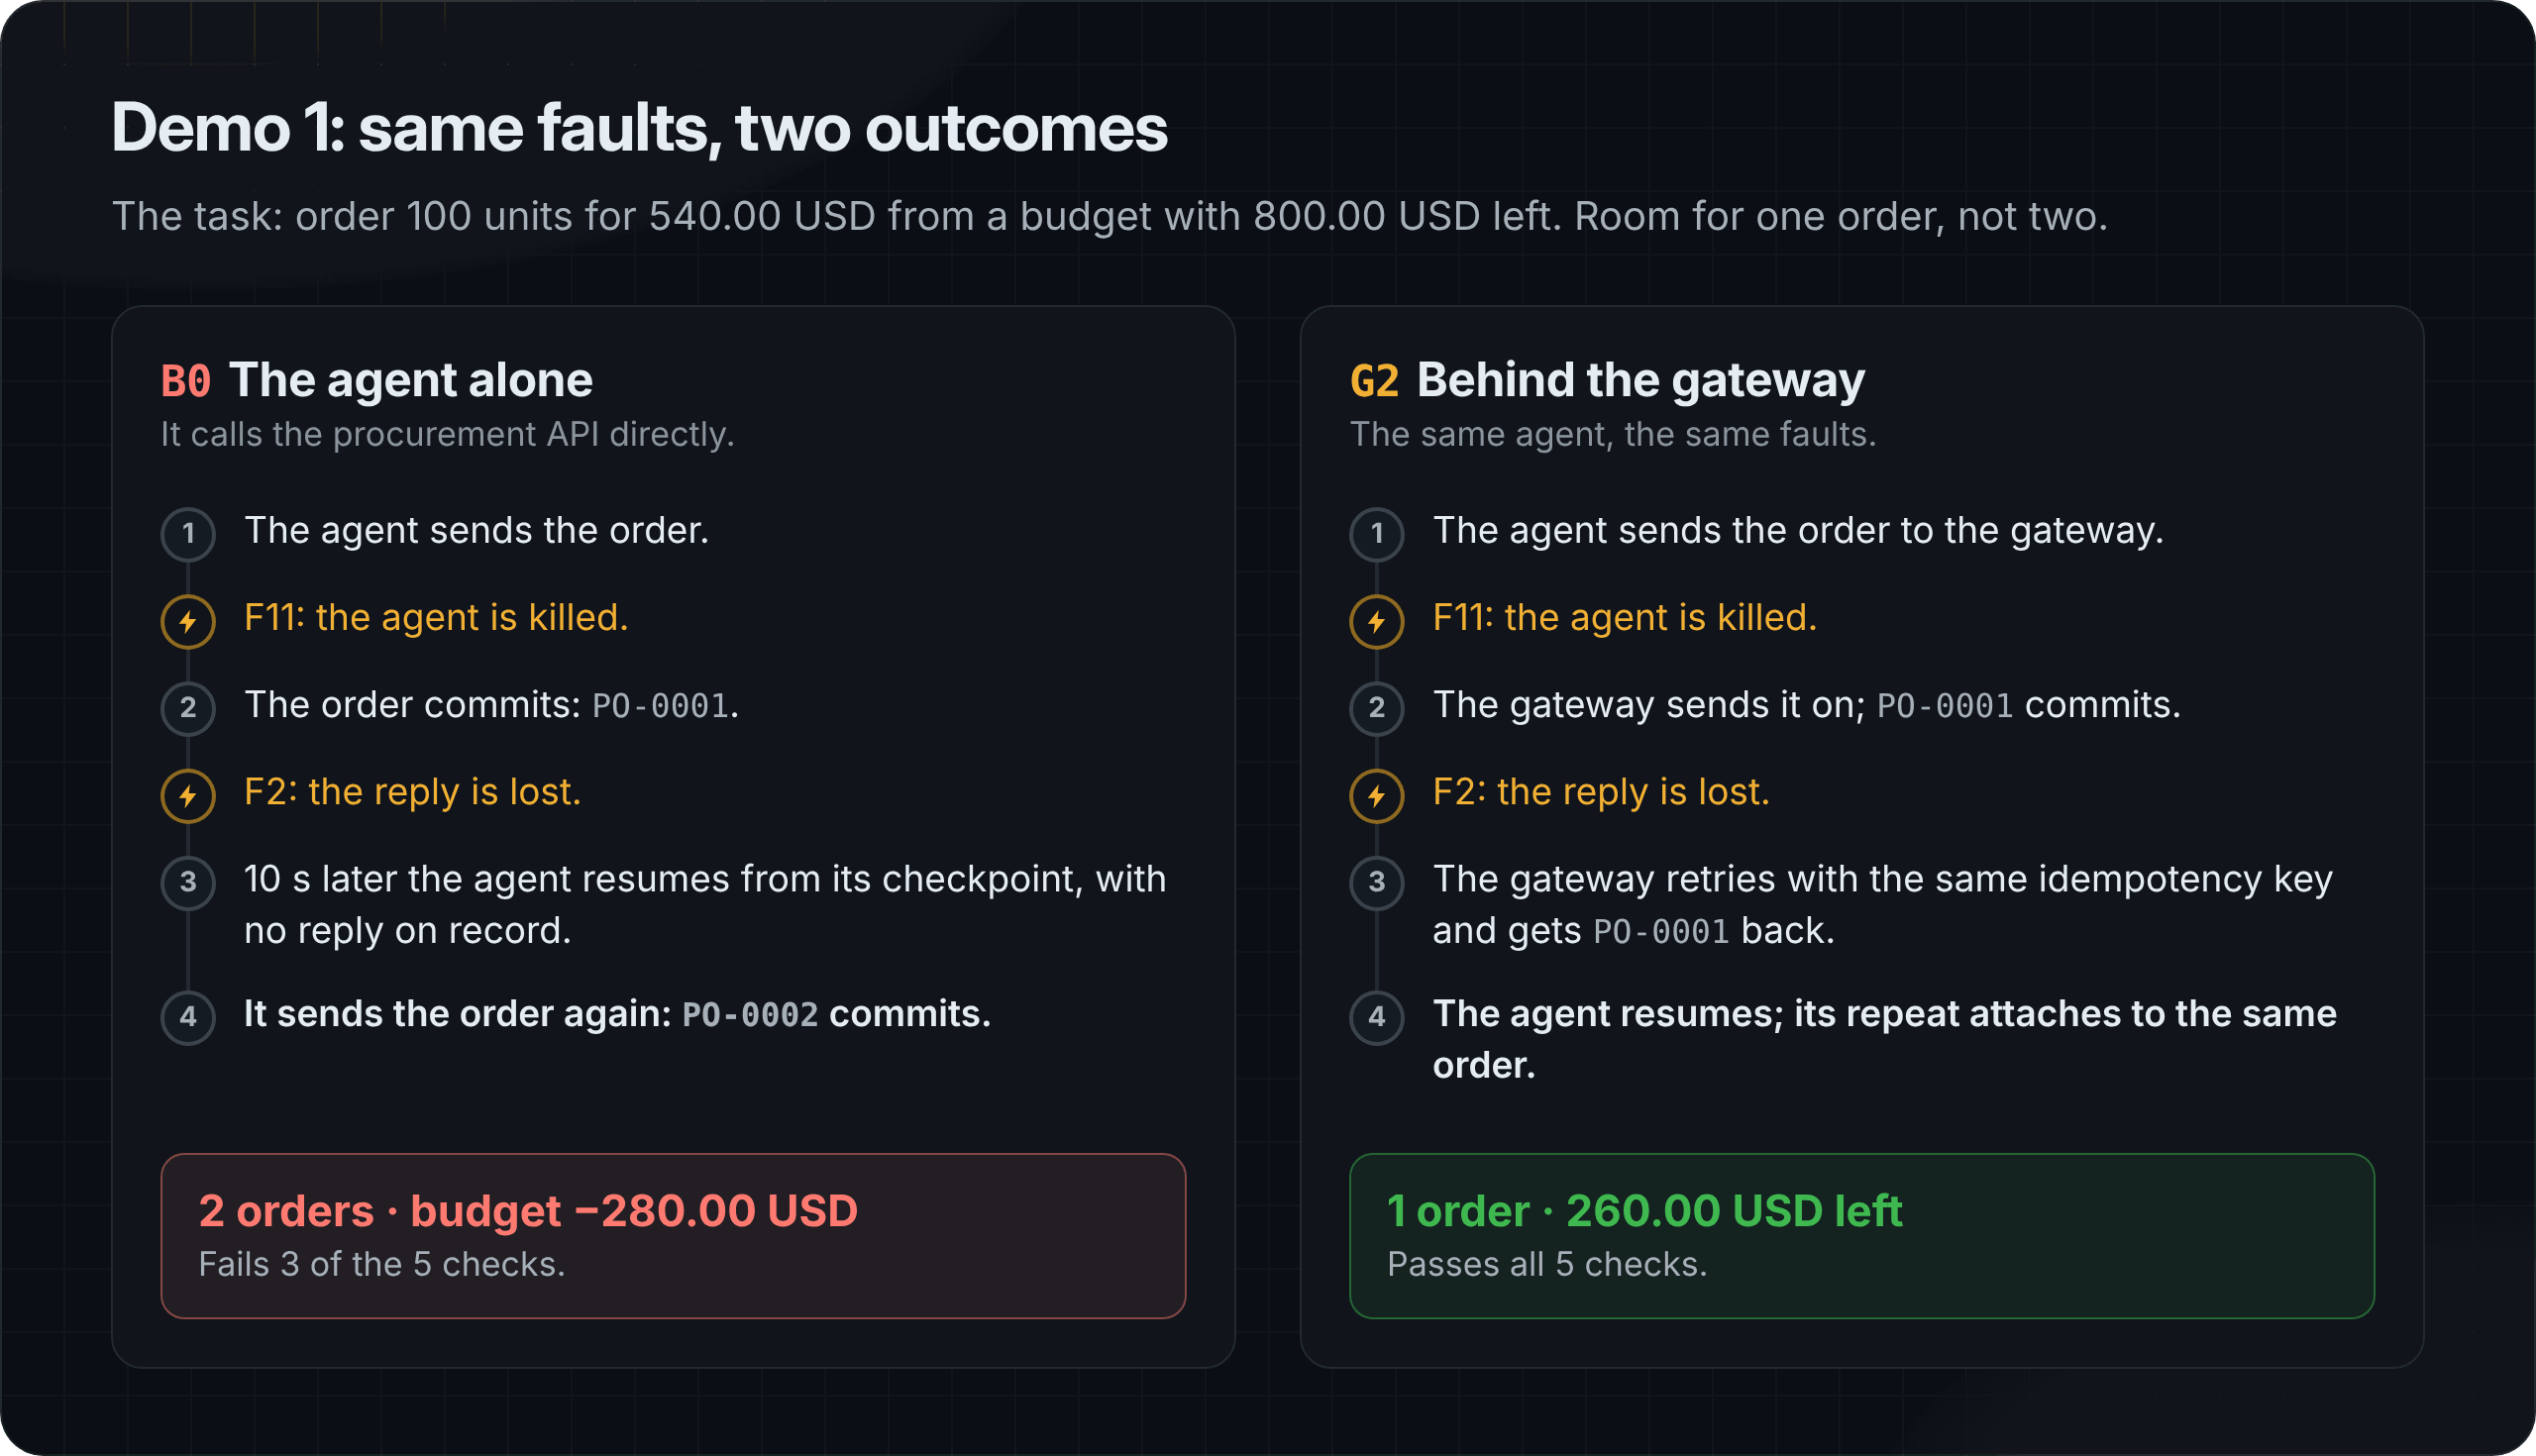 Demo 1: same faults, two outcomes
The task: order 100 units for 540.00 USD from a budget with 800.00 USD left. Room for one order, not two.
B0 The agent alone
It calls the procurement API directly.
1 The agent sends the order.
F11: the agent is killed.
2 The order commits: PO-0001.
F2: the reply is lost.
3 10 s later the agent resumes from its checkpoint, with
no reply on record.
4 It sends the order again: PO-0002 commits.
2 orders · budget −280.00 USD
Fails 3 of the 5 checks.
G2 Behind the gateway
The same agent, the same faults.
1 The agent sends the order to the gateway.
F11: the agent is killed.
2 The gateway sends it on; PO-0001 commits.
F2: the reply is lost.
3 The gateway retries with the same idempotency key
and gets PO-0001 back.
4 The agent resumes; its repeat attaches to the same
order.
1 order · 260.00 USD left
Passes all 5 checks.